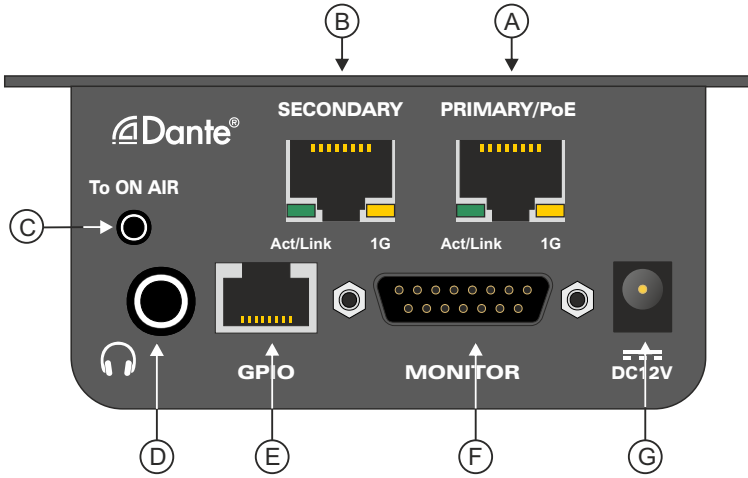 B
A
SECONDARY
PRIMARY/PoE
Dante®
To ON AIR
C
Act/Link
1G
Act/Link
1G
GPIO
MONITOR
DC12V
D
E
F
G